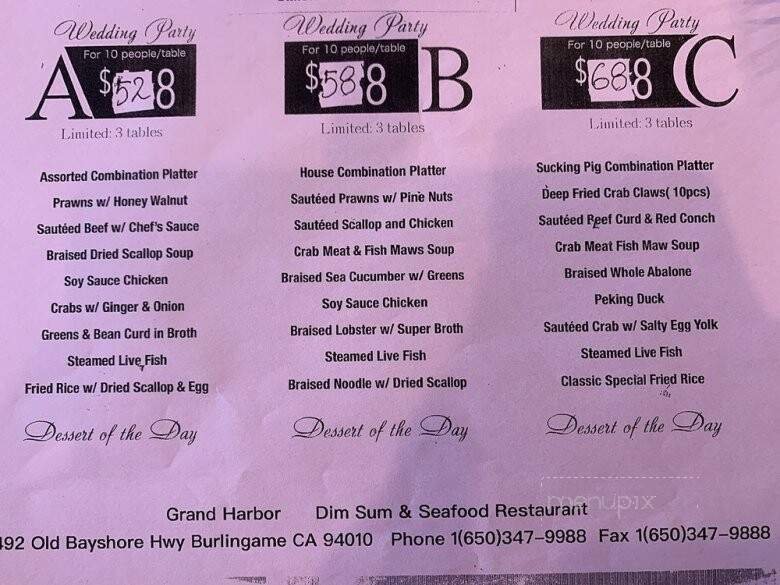 Wedding Party
For 10 people/table
A $528
Limited: 3 tables
Assorted Combination Platter
Prawns w/ Honey Walnut
Sautéed Beef w/ Chef's Sauce
Braised Dried Scallop Soup
Soy Sauce Chicken
Crabs w/ Ginger & Onion
Greens & Bean Curd in Broth
Steamed Live Fish
Fried Rice w/ Dried Scallop & Egg
Dessert of the Day
Wedding Party
For 10 people/table
$588 B
Limited: 3 tables
House Combination Platter
Sautéed Prawns w/ Pine Nuts
Sautéed Scallop and Chicken
Crab Meat & Fish Maws Soup
Braised Sea Cucumber w/ Greens
Soy Sauce Chicken
Braised Lobster w/ Super Broth
Steamed Live Fish
Braised Noodle w/ Dried Scallop
Dessert of the Day
Wedding Party
For 10 people/table
$688 C
Limited: 3 tables
Sucking Pig Combination Platter
Deep Fried Crab Claws( 10pcs)
Sautéed Beef Curd & Red Conch
Crab Meat Fish Maw Soup
Braised Whole Abalone
Peking Duck
Sautéed Crab w/ Salty Egg Yolk
Steamed Live Fish
Classic Special Fried Rice
Dessert of the Day
menupix
Grand Harbor Dim Sum & Seafood Restaurant
492 Old Bayshore Hwy Burlingame CA 94010 Phone 1(650)347–9988 Fax 1(650)347–9888